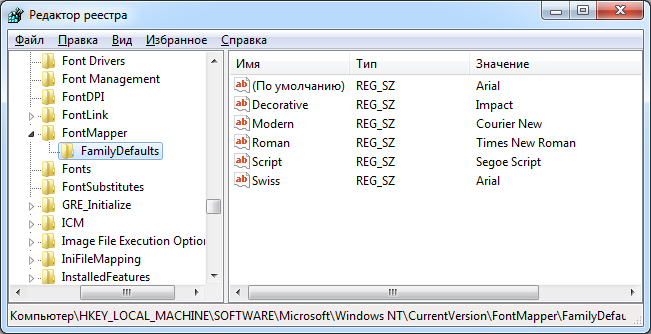 Редактор реестра
Файл Правка Вид Избранное Справка
Font Drivers
Font Management
FontDPI
FontLink
FontMapper
FamilyDefaults
Fonts
FontSubstitutes
GRE_Initialize
ICM
Image File Execution Option
IniFileMapping
InstalledFeatures
Имя Тип Значение
(По умолчанию) REG_SZ Arial
Decorative REG_SZ Impact
Modern REG_SZ Courier New
Roman REG_SZ Times New Roman
Script REG_SZ Segoe Script
Swiss REG_SZ Arial
Компьютер\HKEY_LOCAL_MACHINE\SOFTWARE\Microsoft\Windows NT\CurrentVersion\FontMapper\FamilyDefau